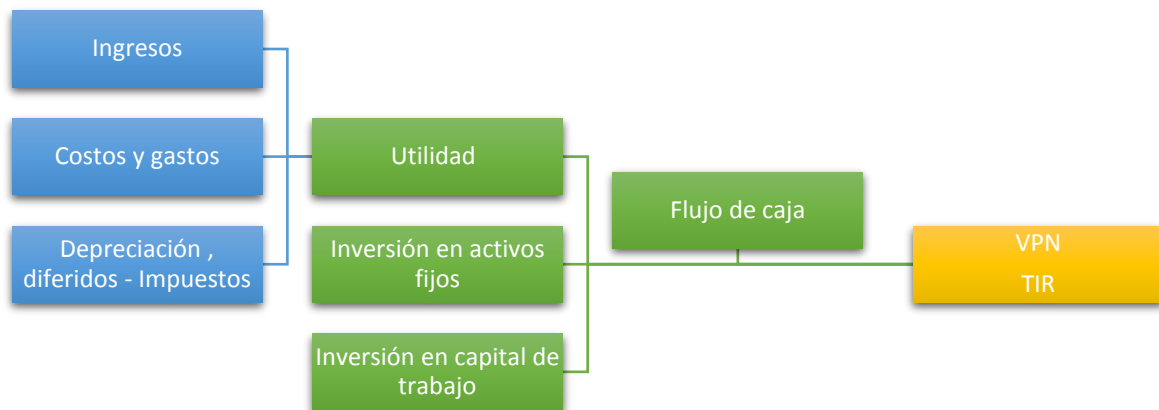 Ingresos
Costos y gastos
Depreciación ,
diferidos - Impuestos
Utilidad
Inversión en activos
fijos
Inversión en capital de
trabajo
Flujo de caja
VPN
TIR